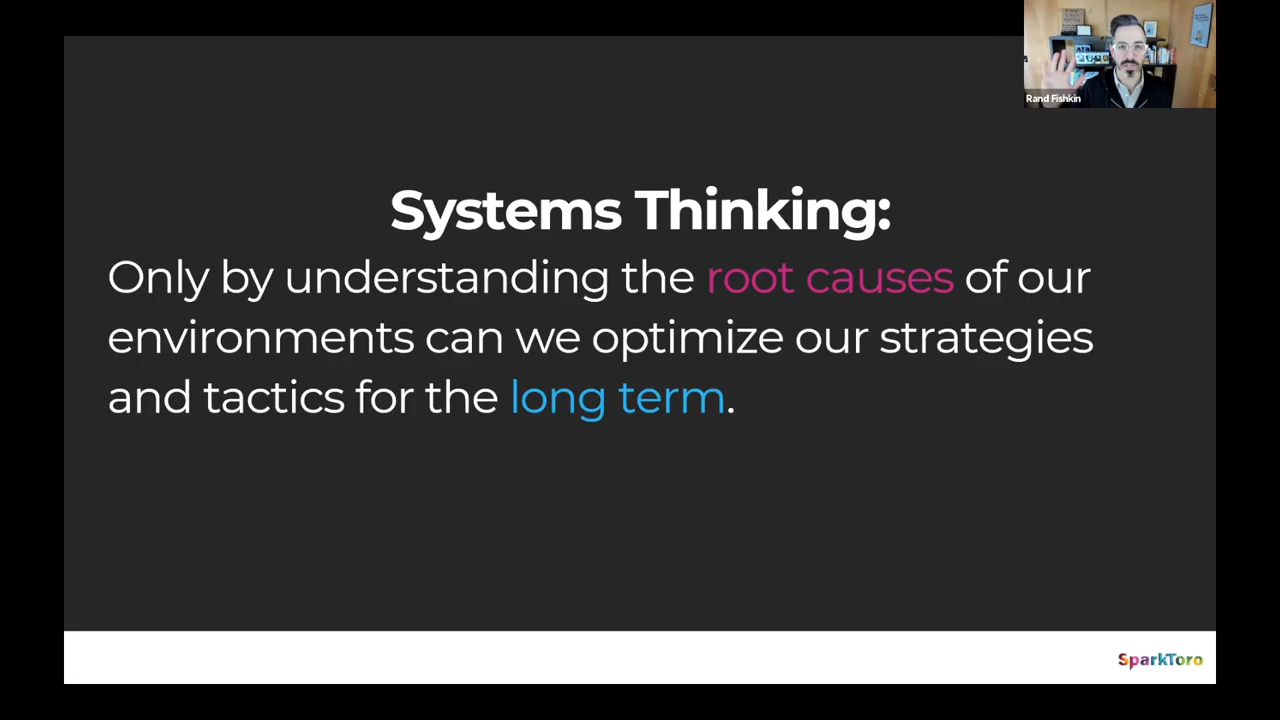 Rand Fishkin
Systems Thinking:
Only by understanding the root causes of our
environments can we optimize our strategies
and tactics for the long term.
SparkToro